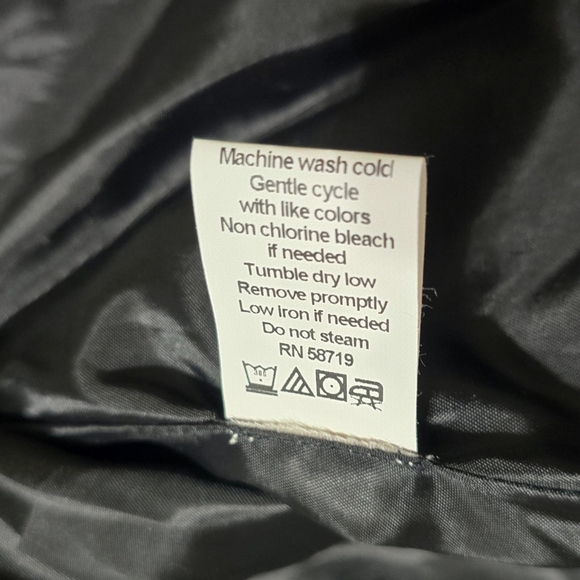 Machine wash cold
Gentle cycle
with like colors
Non chlorine bleach
if needed
Tumble dry low
Remove promptly
Low iron if needed
Do not steam
RN 58719